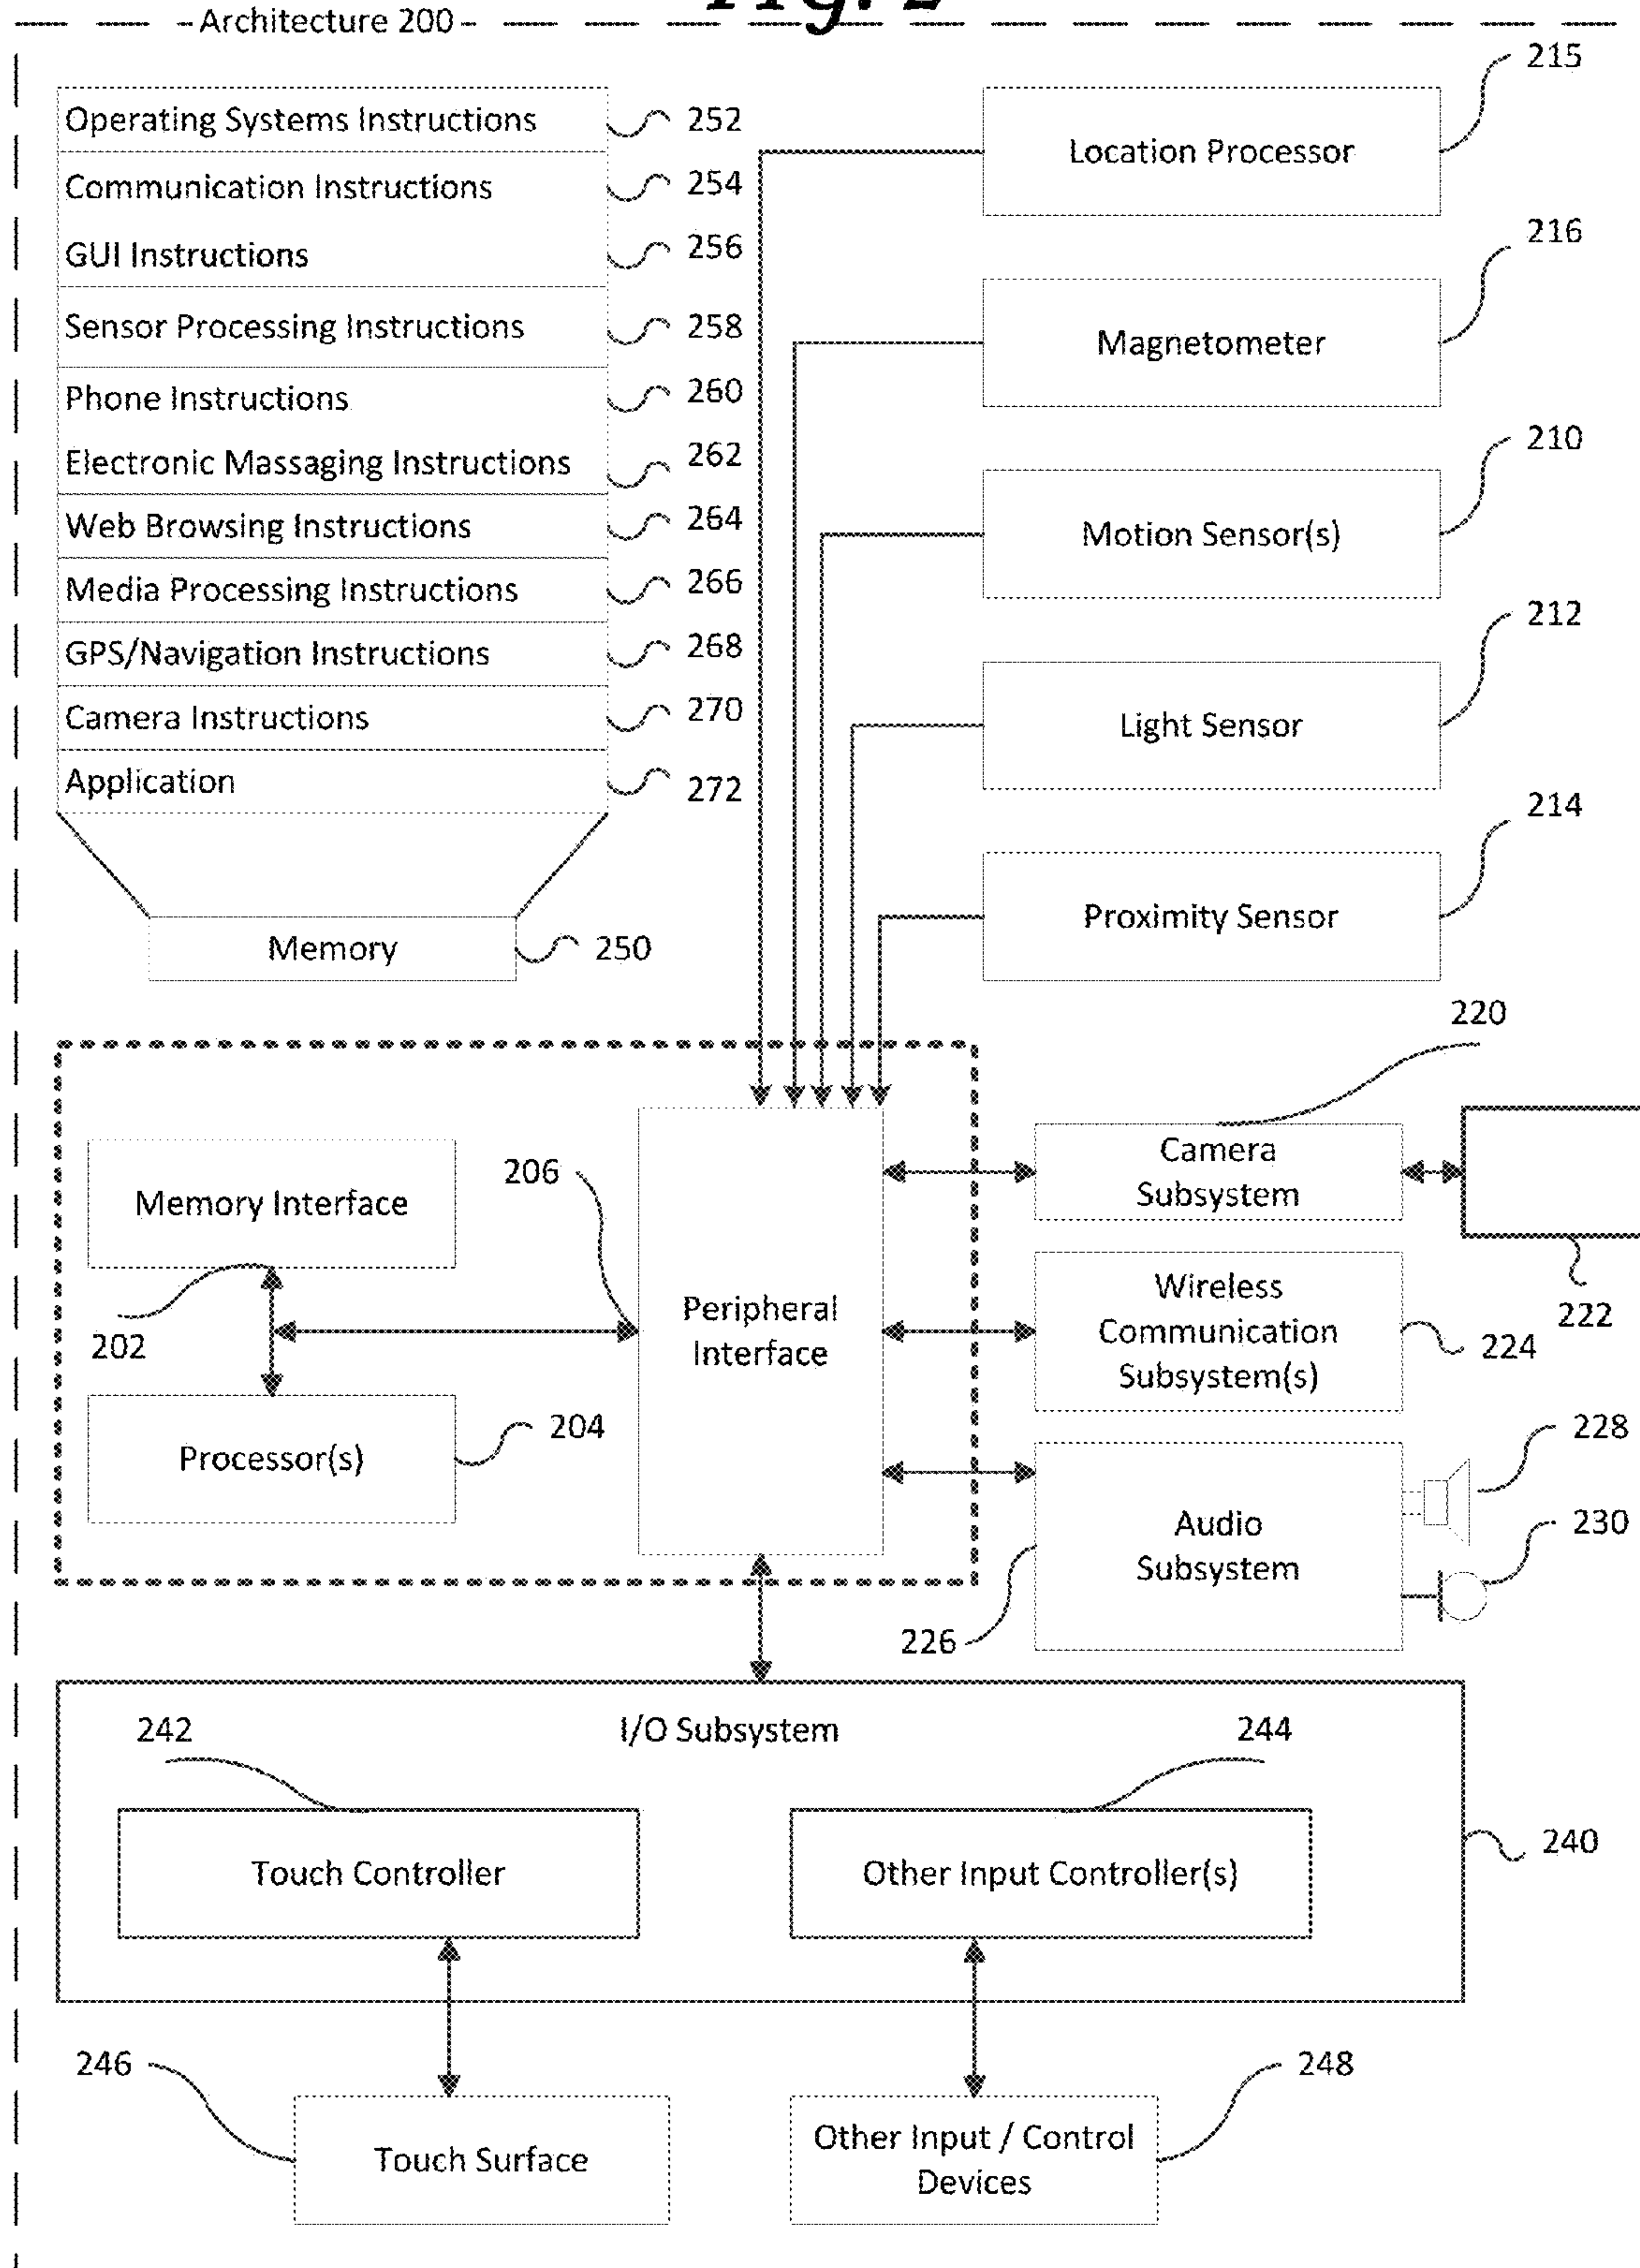 Fig. 2
Architecture 200
Operating Systems Instructions 252
Communication Instructions 254
GUI Instructions 256
Sensor Processing Instructions 258
Phone Instructions 260
Electronic Massaging Instructions 262
Web Browsing Instructions 264
Media Processing Instructions 266
GPS/Navigation Instructions 268
Camera Instructions 270
Application 272
Memory 250
215
Location Processor
216
Magnetometer
210
Motion Sensor(s)
212
Light Sensor
214
Proximity Sensor
220
Camera
Subsystem
222
Memory Interface
202
206
Peripheral
Interface
Processor(s)
204
Wireless
Communication
Subsystem(s)
224
228
Audio
Subsystem
230
226
I/O Subsystem
242
244
Touch Controller
Other Input Controller(s)
240
246
248
Touch Surface
Other Input / Control
Devices